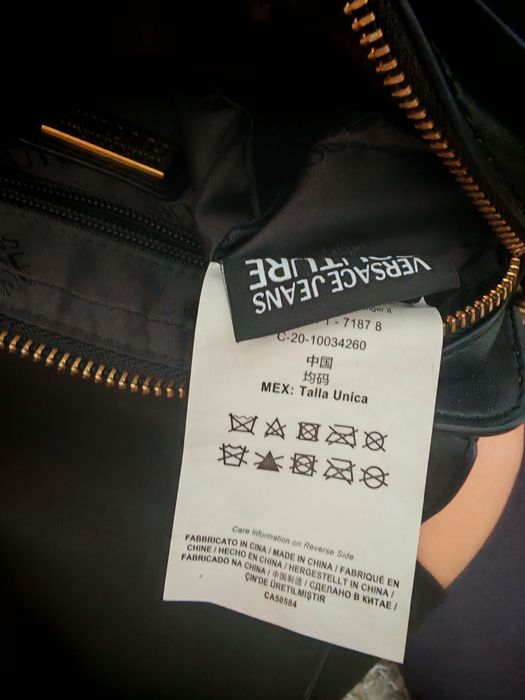 VERSACE JEANS
COUTURE
- 7187 8
C-20-10034260
中国
均码
MEX: Talla Unica
Care Information on Reverse Side
FABBRICATO IN CINA / MADE IN CHINA / FABRIQUÉ EN
CHINE / HECHO EN CHINA / HERGESTELLT IN CHINA /
FABRICADO NA CHINA / 中国制造 / СДЕЛАНО В КИТАЕ /
ÇIN'DE ÜRETILMIŞTIR
CA50584